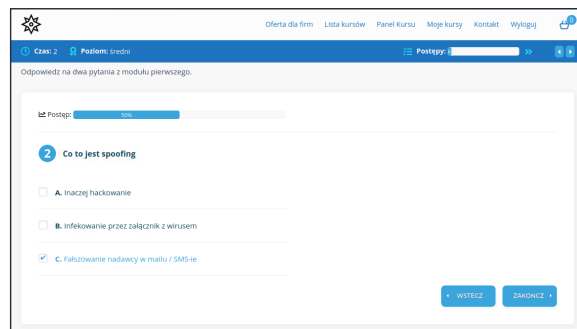 Oferta dla firm Lista kursów Panel Kursu Moje kursy Kontakt Wyloguj 0
Czas: 2 Poziom: średni Postępy:
Odpowiedz na dwa pytania z modułu pierwszego.
Postęp: 50%
2 Co to jest spoofing
A. Inaczej hackowanie
B. Infekowanie przez załącznik z wirusem
C. Fałszowanie nadawcy w mailu / SMS-ie
WSTECZ ZAKOŃCZ